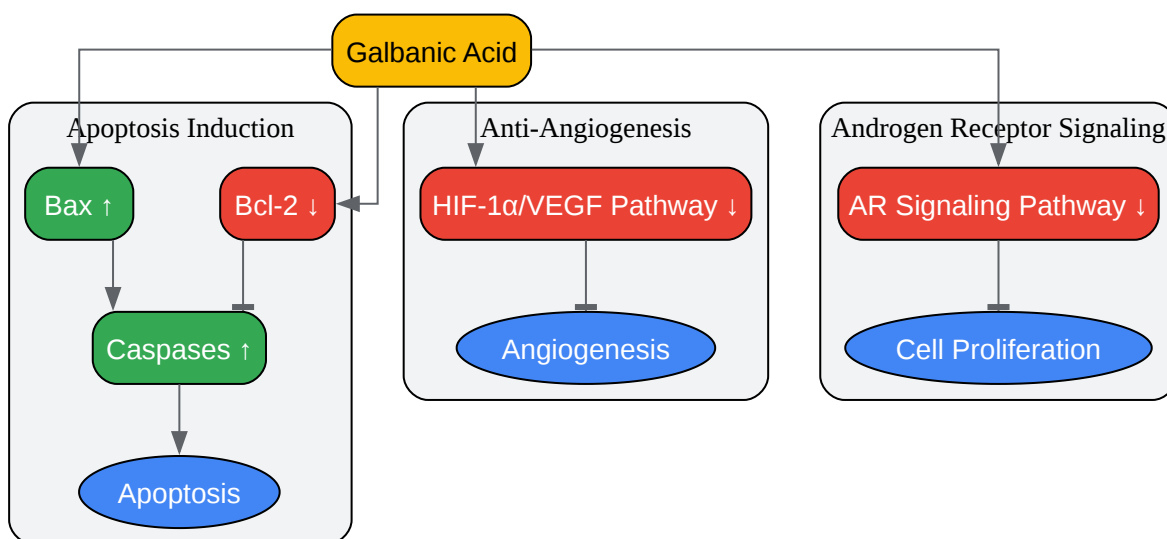 Galbanic Acid
Apoptosis Induction
Anti-Angiogenesis
Androgen Receptor Signaling
Bax ↑
Bcl-2 ↓
HIF-1α/VEGF Pathway ↓
AR Signaling Pathway ↓
Caspases ↑
Angiogenesis
Cell Proliferation
Apoptosis